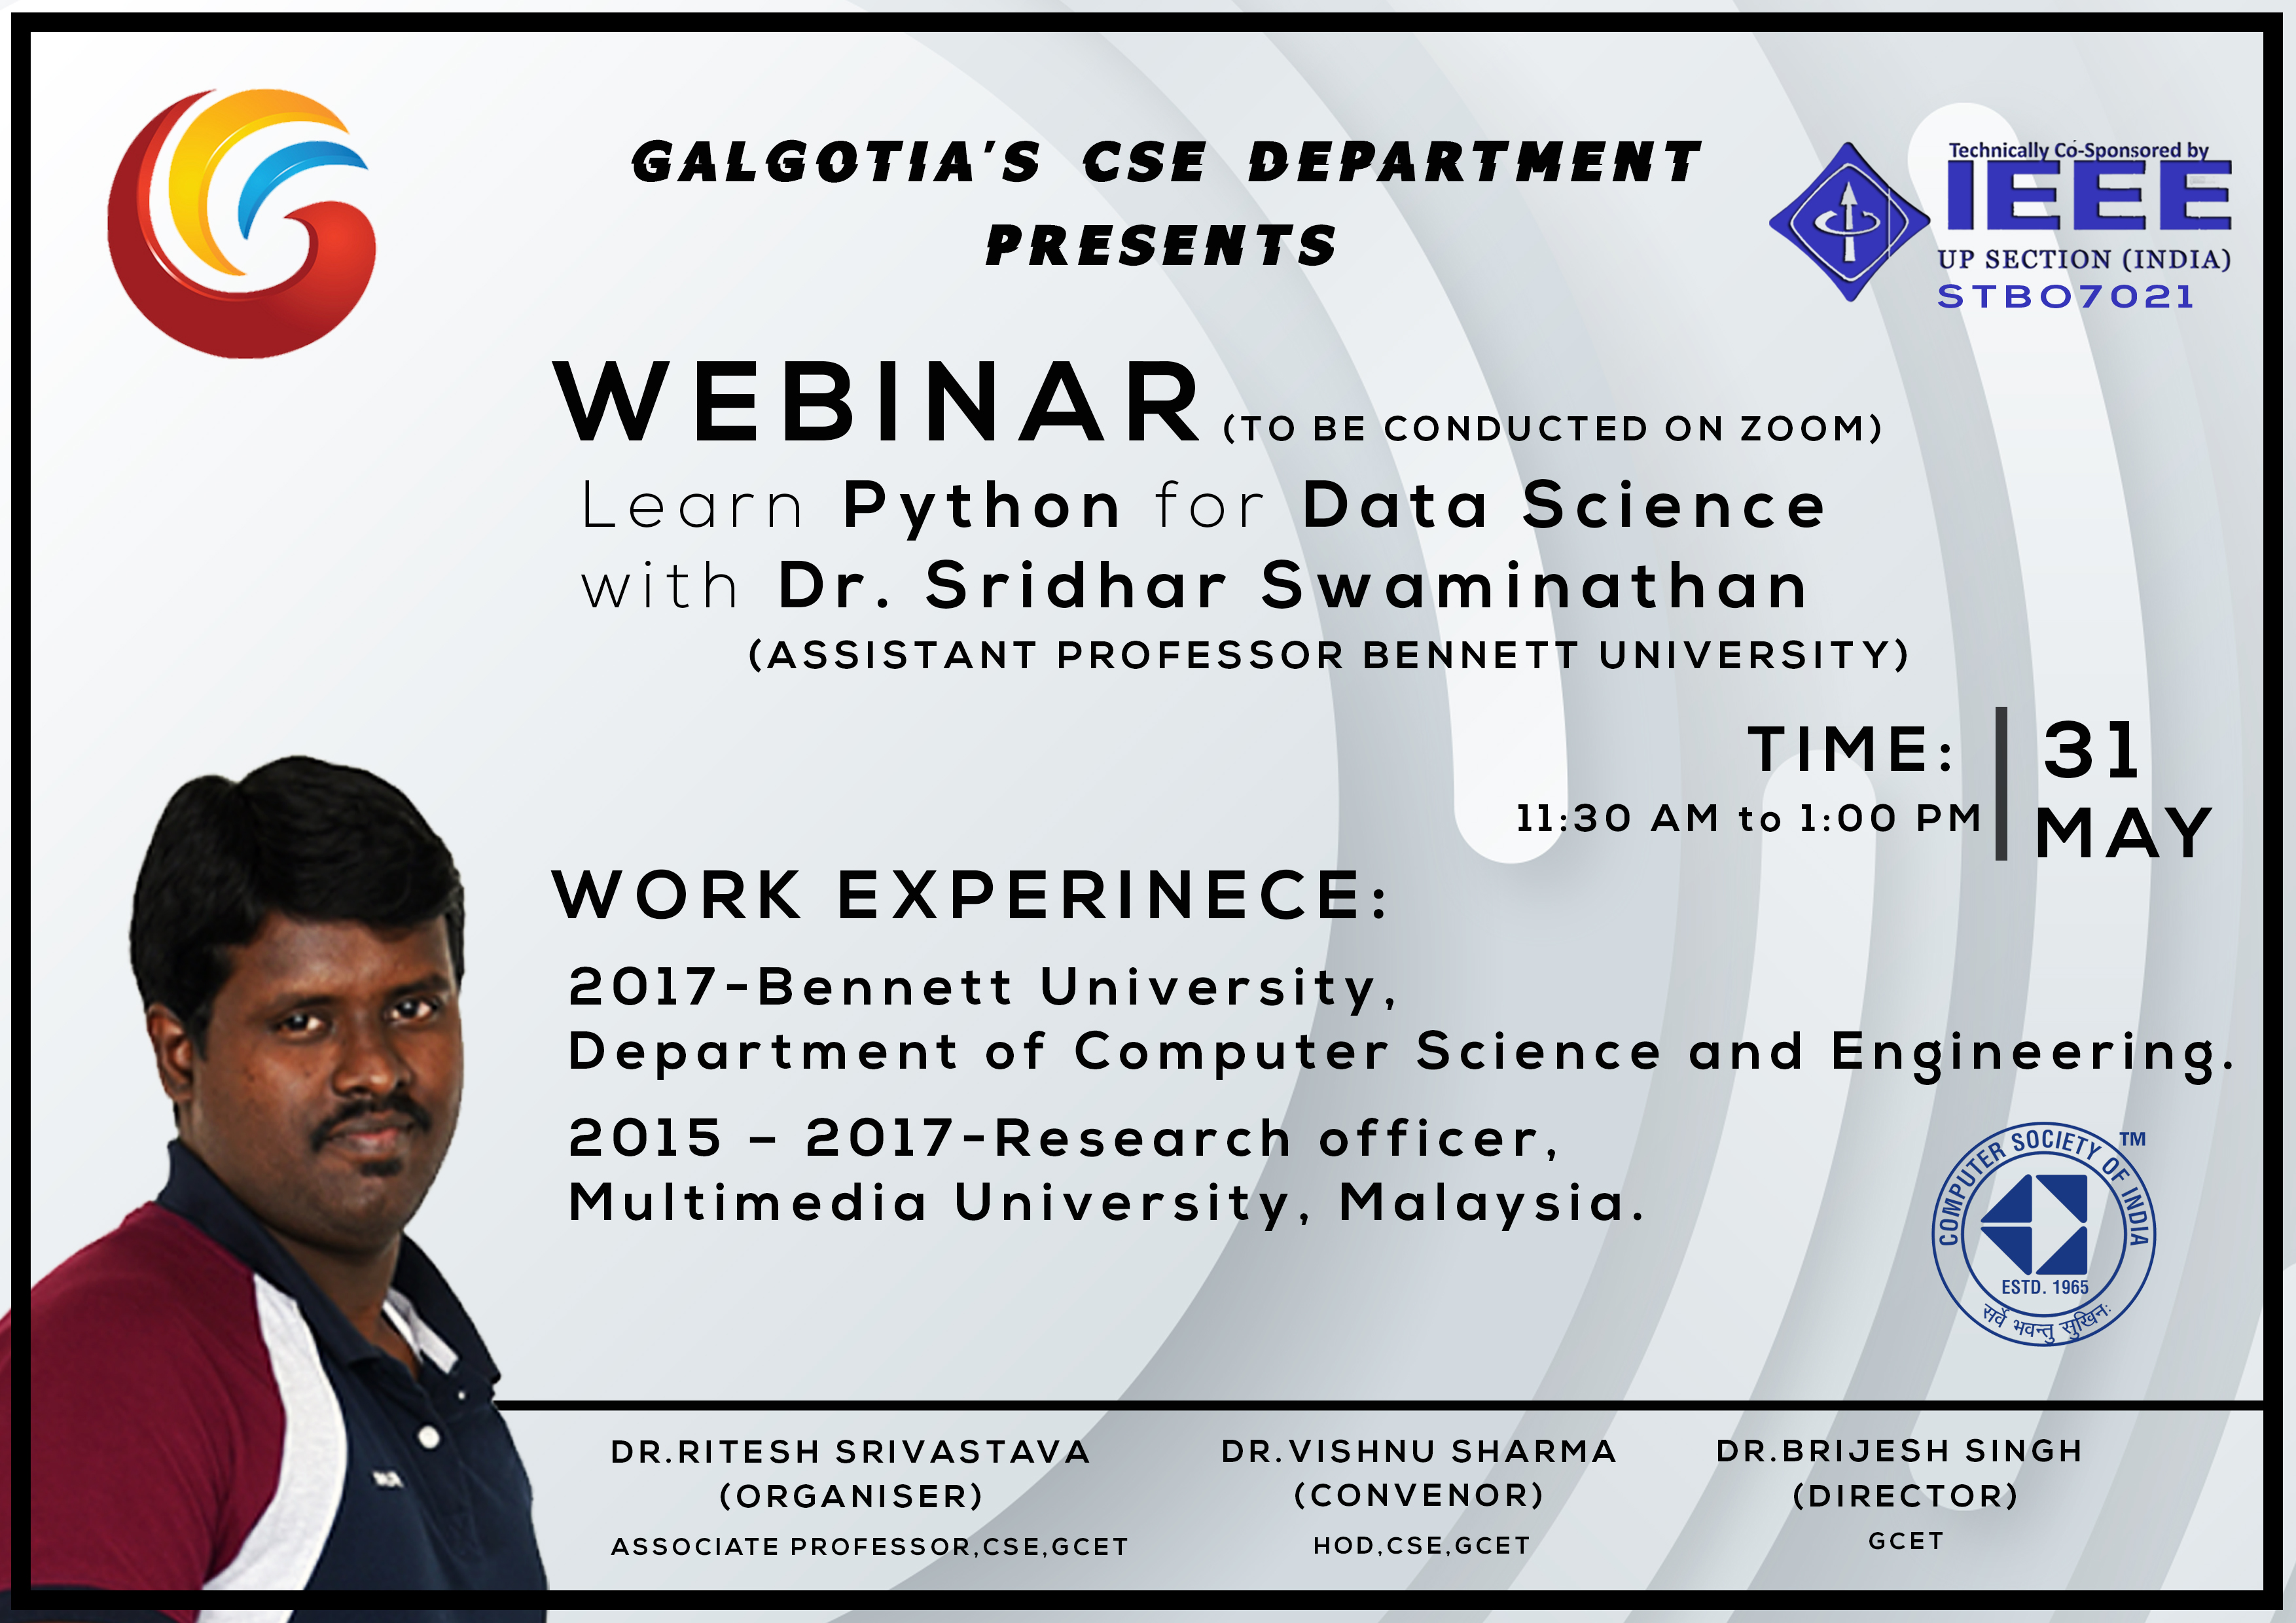 GALGOTIA'S CSE DEPARTMENT
PRESENTS
Technically Co-Sponsored by
IEEE
UP SECTION (INDIA)
STBO7021
WEBINAR (TO BE CONDUCTED ON ZOOM)
Learn Python for Data Science
with Dr. Sridhar Swaminathan
(ASSISTANT PROFESSOR BENNETT UNIVERSITY)
TIME:
11:30 AM to 1:00 PM
31
MAY
WORK EXPERINECE:
2017-Bennett University,
Department of Computer Science and Engineering.
2015 – 2017-Research officer,
Multimedia University, Malaysia.
COMPUTER SOCIETY OF INDIA TM
ESTD. 1965
सर्वे भवन्तु सुखिनः
DR.RITESH SRIVASTAVA
(ORGANISER)
ASSOCIATE PROFESSOR,CSE,GCET
DR.VISHNU SHARMA
(CONVENOR)
HOD,CSE,GCET
DR.BRIJESH SINGH
(DIRECTOR)
GCET